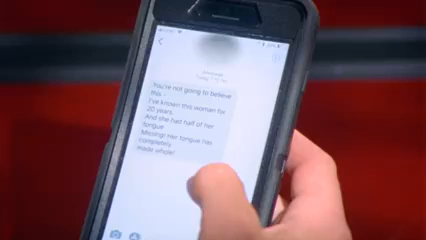 You're not going to believe
this -
I've known this woman for
20 years.
And she had half of her
tongue
Missing! Her tongue has
completely
made whole!